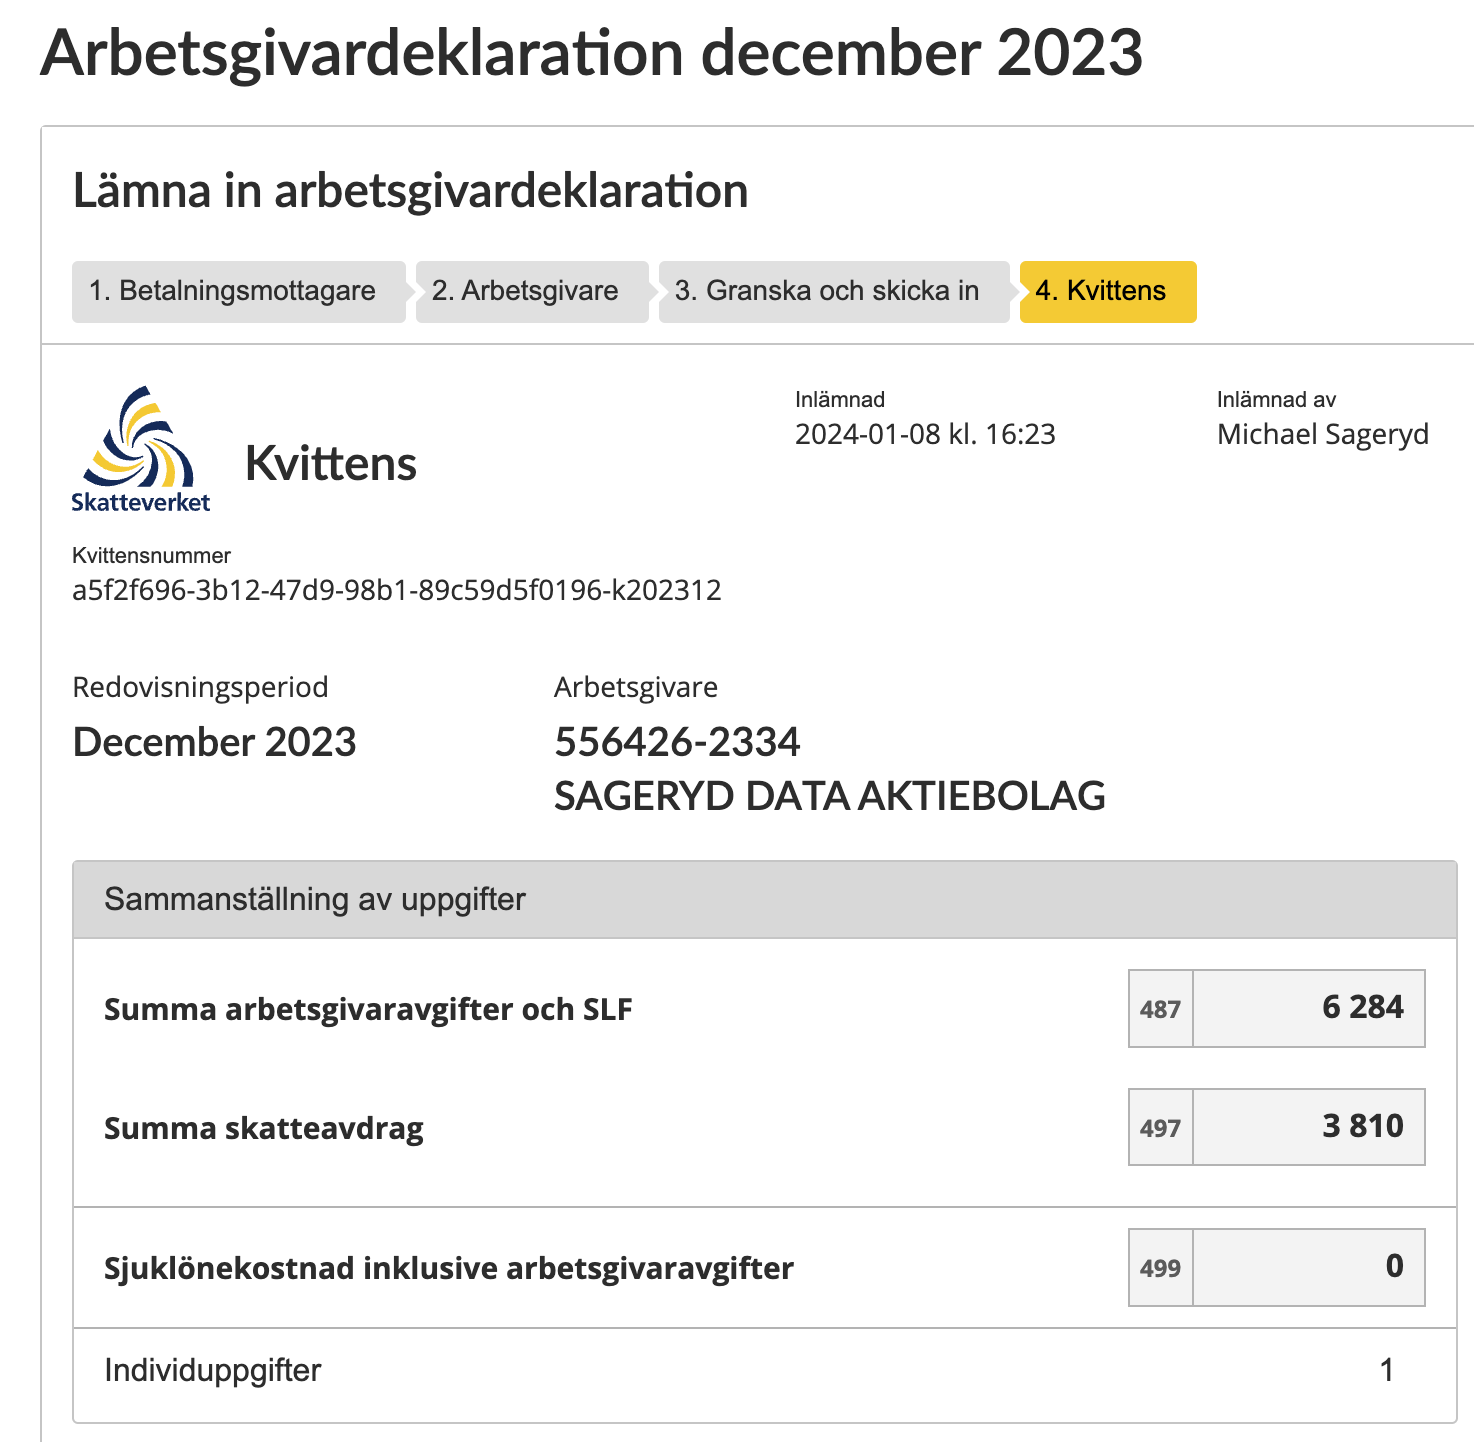 Arbetsgivardeklaration december 2023
Lämna in arbetsgivardeklaration
1. Betalningsmottagare
2. Arbetsgivare
3. Granska och skicka in
4. Kvittens
Skatteverket
Kvittens
Inlämnad
2024-01-08 kl. 16:23
Inlämnad av
Michael Sageryd
Kvittensnummer
a5f2f696-3b12-47d9-98b1-89c59d5f0196-k202312
Redovisningsperiod
December 2023
Arbetsgivare
556426-2334
SAGERYD DATA AKTIEBOLAG
Sammanställning av uppgifter
Summa arbetsgivaravgifter och SLF 487 6 284
Summa skatteavdrag 497 3 810
Sjuklönekostnad inklusive arbetsgivaravgifter 499 0
Individuppgifter 1